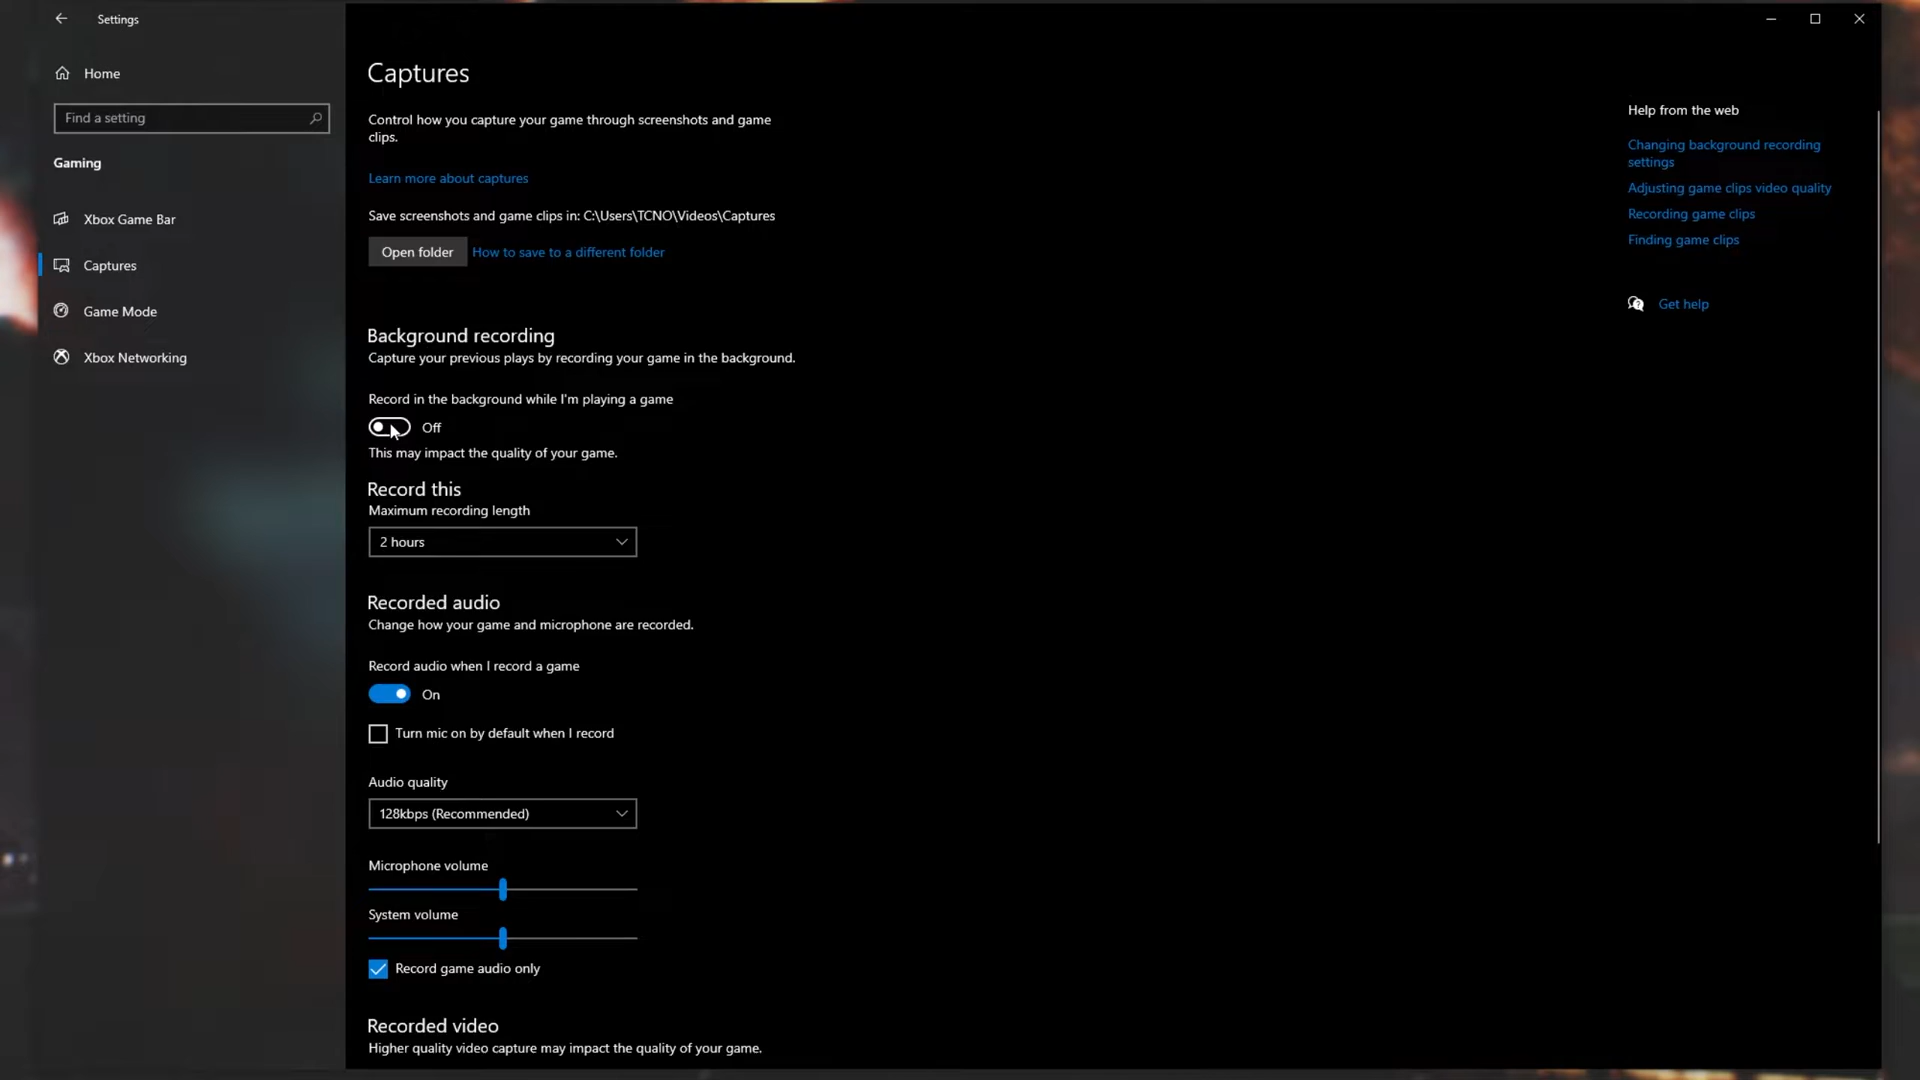 Settings
Home
Find a setting
Gaming
Xbox Game Bar
Captures
Game Mode
Xbox Networking
Captures
Control how you capture your game through screenshots and game
clips.
Learn more about captures
Save screenshots and game clips in: C:\Users\TCNO\Videos\Captures
Open folder
How to save to a different folder
Background recording
Capture your previous plays by recording your game in the background.
Record in the background while I'm playing a game
Off
This may impact the quality of your game.
Record this
Maximum recording length
2 hours
Recorded audio
Change how your game and microphone are recorded.
Record audio when I record a game
On
Turn mic on by default when I record
Audio quality
128kbps (Recommended)
Microphone volume
System volume
Record game audio only
Recorded video
Higher quality video capture may impact the quality of your game.
Help from the web
Changing background recording
settings
Adjusting game clips video quality
Recording game clips
Finding game clips
Get help